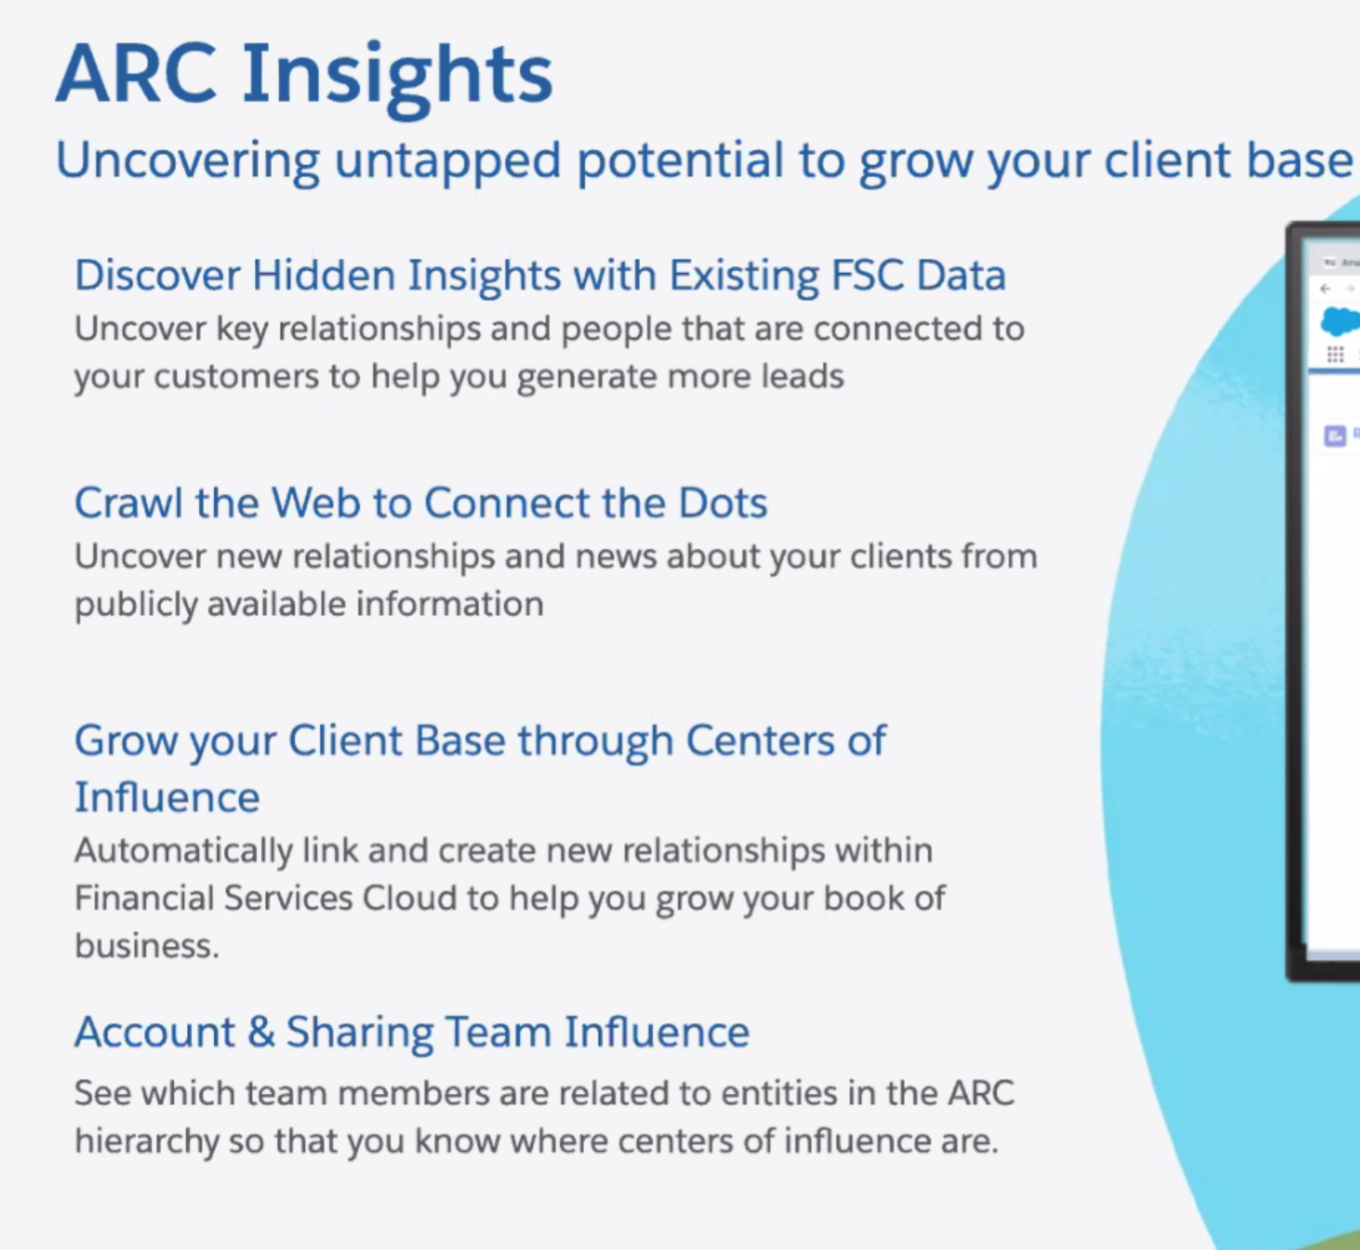 ARC Insights
Uncovering untapped potential to grow your client base
Discover Hidden Insights with Existing FSC Data
Uncover key relationships and people that are connected to
your customers to help you generate more leads
Crawl the Web to Connect the Dots
Uncover new relationships and news about your clients from
publicly available information
Grow your Client Base through Centers of
Influence
Automatically link and create new relationships within
Financial Services Cloud to help you grow your book of
business.
Account & Sharing Team Influence
See which team members are related to entities in the ARC
hierarchy so that you know where centers of influence are.